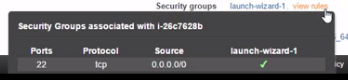 Security groups launch-wizard-1. view rules
Security Groups associated with i-26c7628b
Ports Protocol Source launch-wizard-1
22 tcp 0.0.0.0/0 ✔